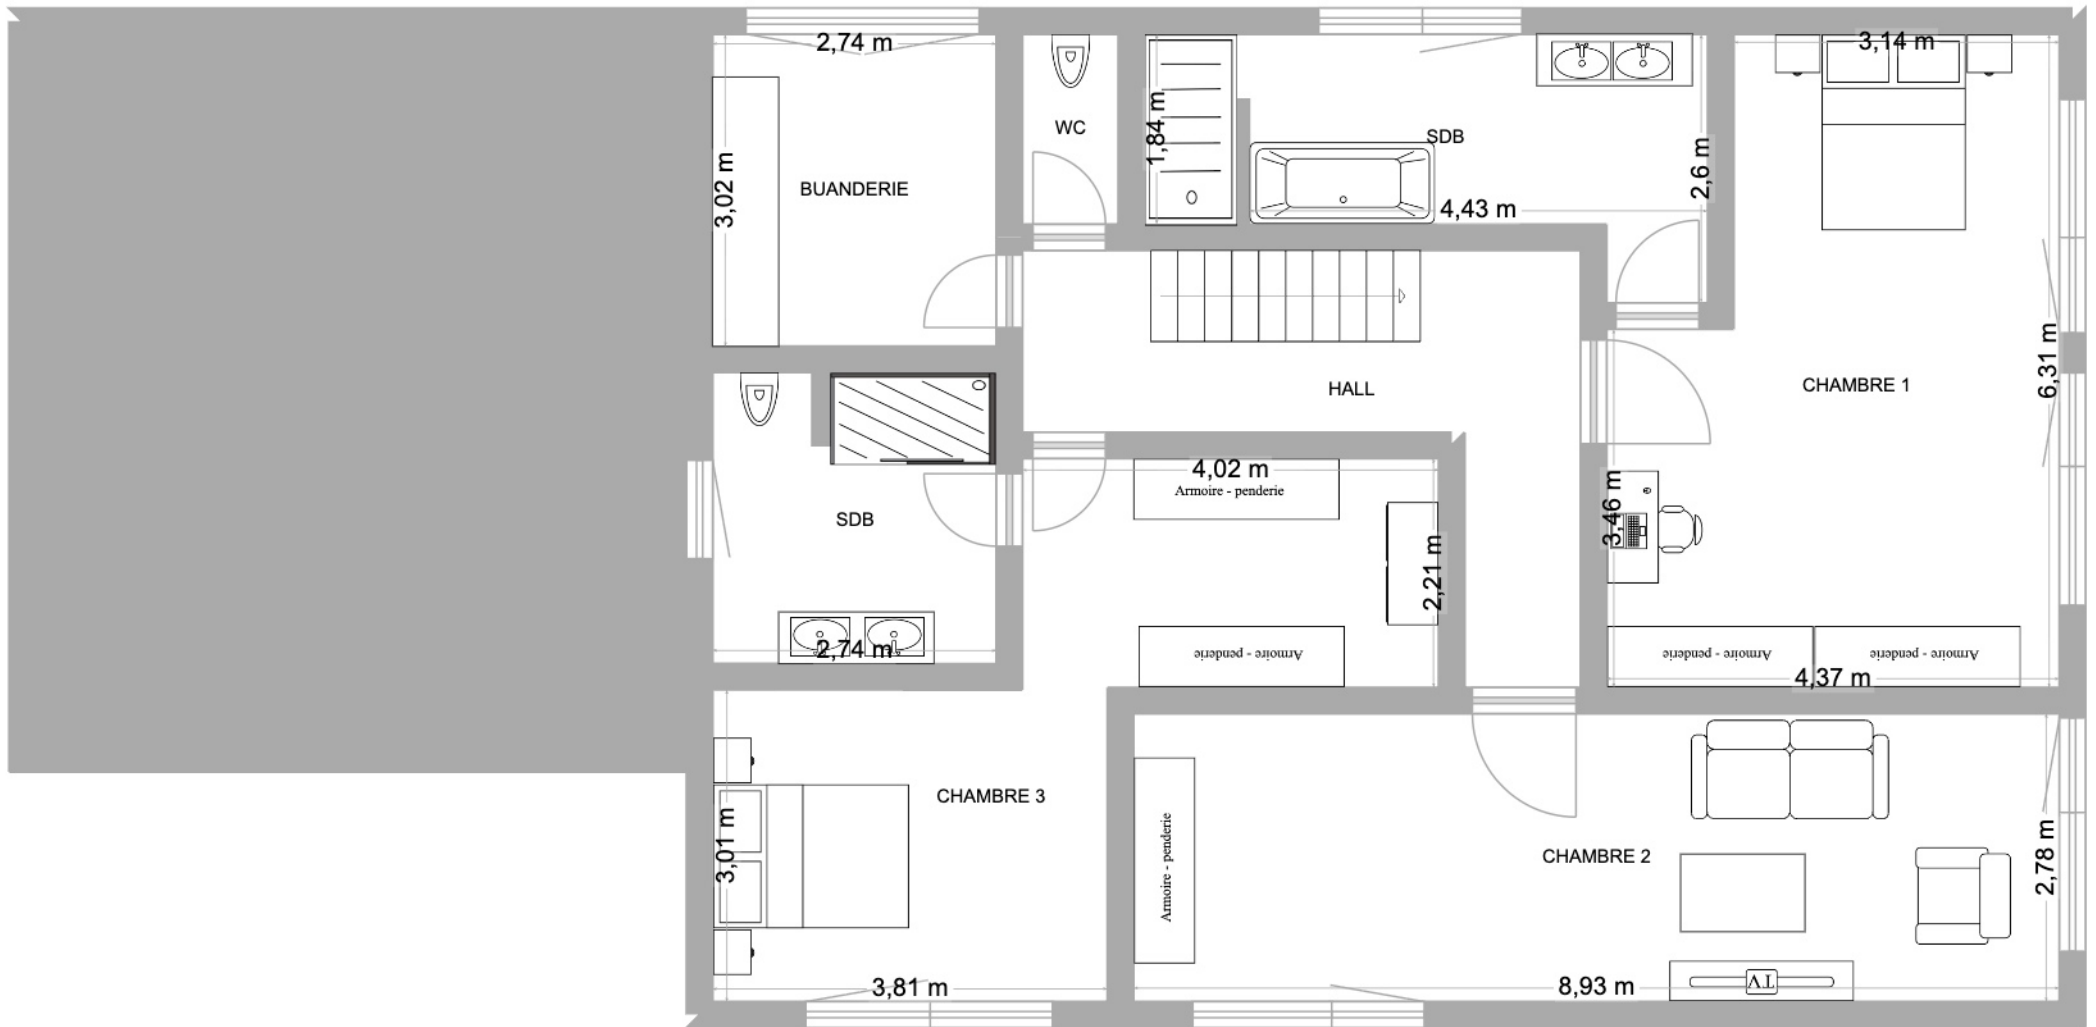 2,74 m
3,14 m
WC
1,84 m
SDB
2,6 m
3,02 m
BUANDERIE
4,43 m
HALL
CHAMBRE 1
6,31 m
4,02 m
Armoire - penderie
3,46 m
SDB
2,21 m
2,74 m
Armoire - penderie
Armoire - penderie
Armoire - penderie
4,37 m
CHAMBRE 3
3,01 m
Armoire - penderie
CHAMBRE 2
2,78 m
3,81 m
8,93 m
TV